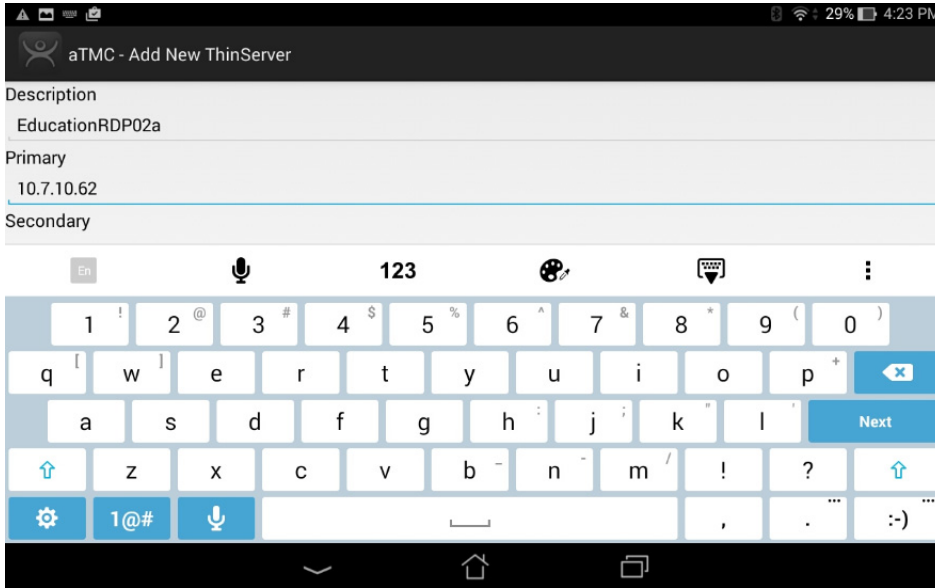 29% 4:23 PM
aTMC - Add New ThinServer
Description
EducationRDP02a
Primary
10.7.10.62
Secondary
En 123
1 ! 2 @ 3 # 4 $ 5 % 6 ^ 7 & 8 * 9 ( 0 )
q [ w ] e r t y u i o p +
a s d f g h : j ; k " l ' Next
z x c v b _ n - m / ! ?
1@# , . ... :-) ...